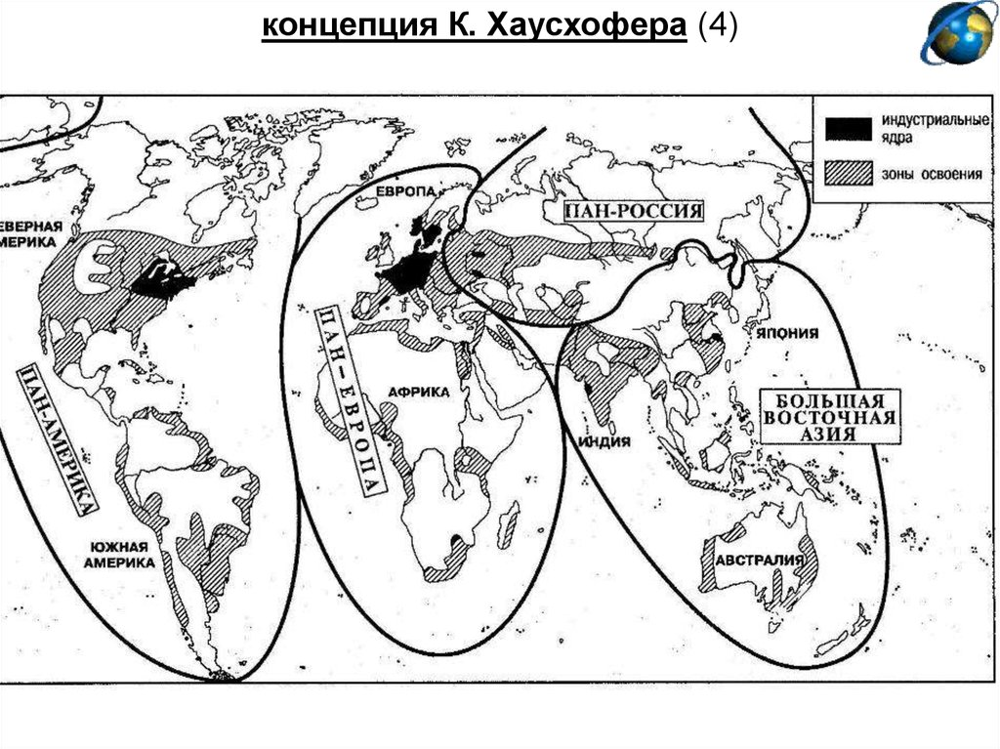 концепция К. Хаусхофера (4)
индустриальные
ядра
зоны освоения
ЕВРОПА
ПАН-РОССИЯ
ЕВЕРНАЯ
МЕРИКА
ЯПОНИЯ
ПАН-ЕВРОПА
АФРИКА
ПАН-АМЕРИКА
БОЛЬШАЯ
ВОСТОЧНАЯ
АЗИЯ
ИНДИЯ
ЮЖНАЯ
АМЕРИКА
АВСТРАЛИЯ